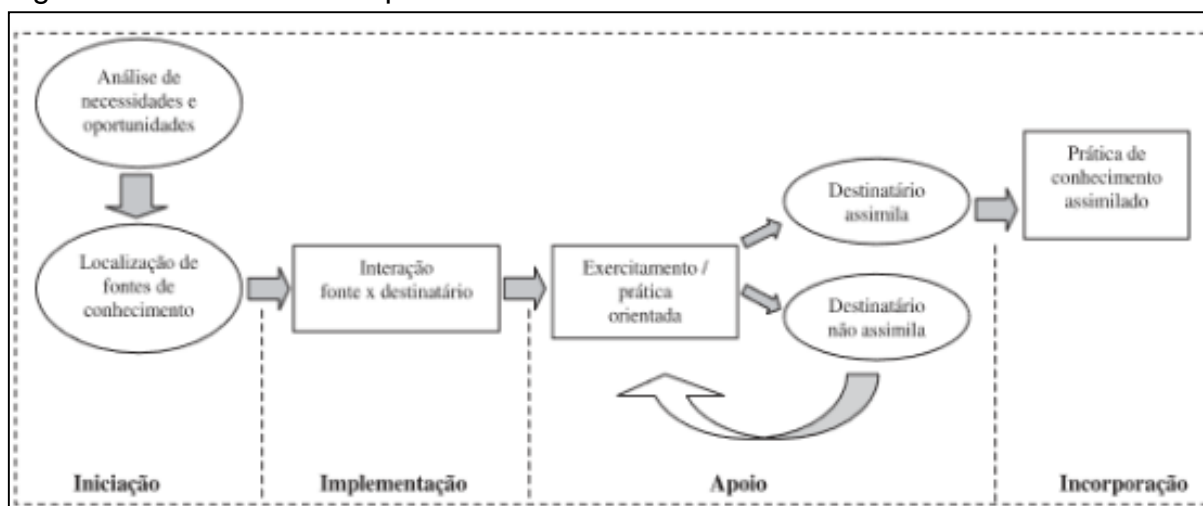 Análise de
necessidades e
oportunidades
Localização de
fontes de
conhecimento
Interação
fonte x destinatário
Exercitamento /
prática
orientada
Destinatário
assimila
Destinatário
não assimila
Prática de
conhecimento
assimilado
Iniciação
Implementação
Apoio
Incorporação